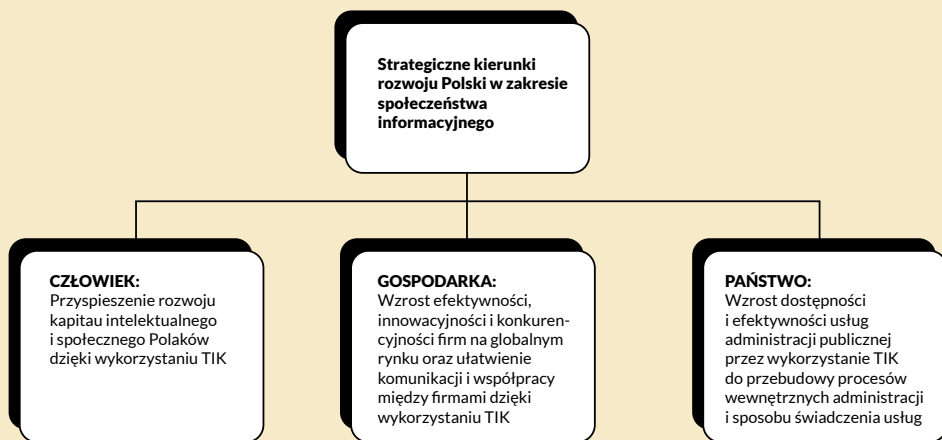 Strategiczne kierunki
rozwoju Polski w zakresie
społeczeństwa
informacyjnego
CZŁOWIEK:
Przyspieszenie rozwoju
kapitau intelektualnego
i społecznego Polaków
dzięki wykorzystaniu TIK
GOSPODARKA:
Wzrost efektywności,
innowacyjności i konkuren-
cyjności firm na globalnym
rynku oraz ułatwienie
komunikacji i współpracy
między firmami dzięki
wykorzystaniu TIK
PAŃSTWO:
Wzrost dostępności
i efektywności usług
administracji publicznej
przez wykorzystanie TIK
do przebudowy procesów
wewnętrznych administracji
i sposobu świadczenia usług